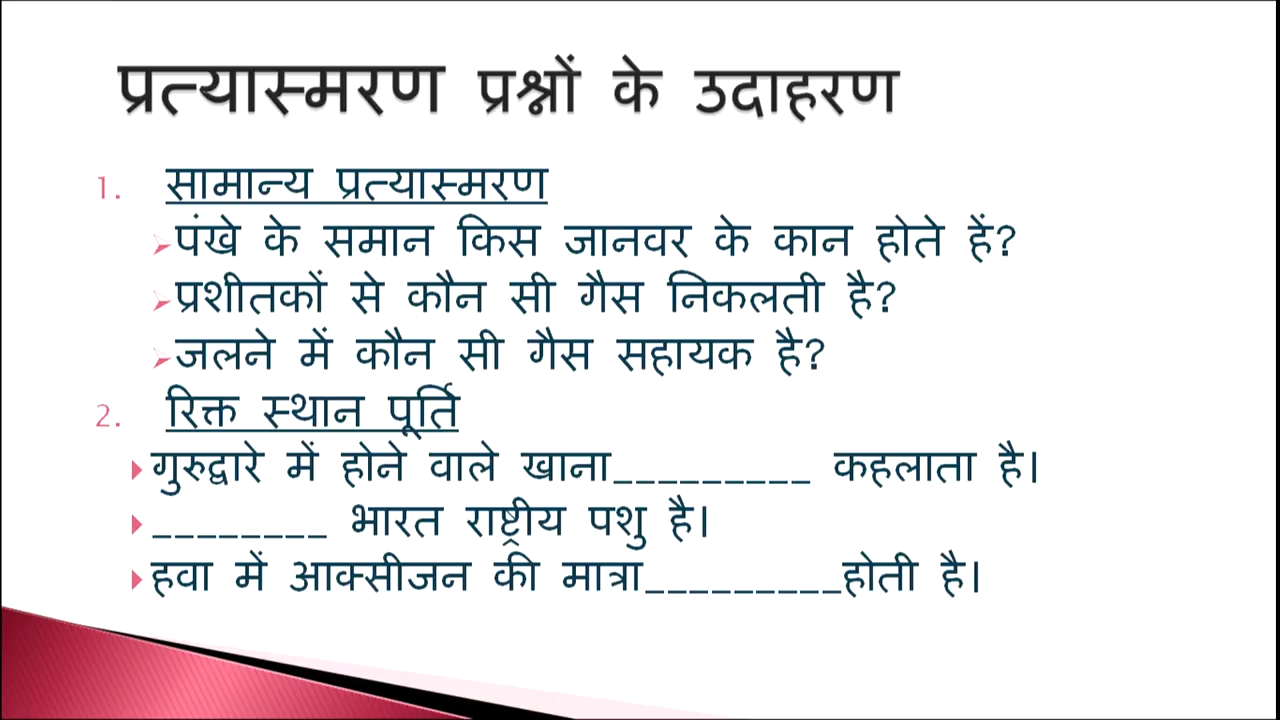 प्रत्यास्मरण प्रश्नों के उदाहरण
1. सामान्य प्रत्यास्मरण
पंखे के समान किस जानवर के कान होते हें?
प्रशीतकों से कौन सी गैस निकलती है?
जलने में कौन सी गैस सहायक है?
2. रिक्त स्थान पूर्ति
गुरुद्वारे में होने वाले खाना_________ कहलाता है।
________ भारत राष्ट्रीय पशु है।
हवा में आक्सीजन की मात्रा_________होती है।